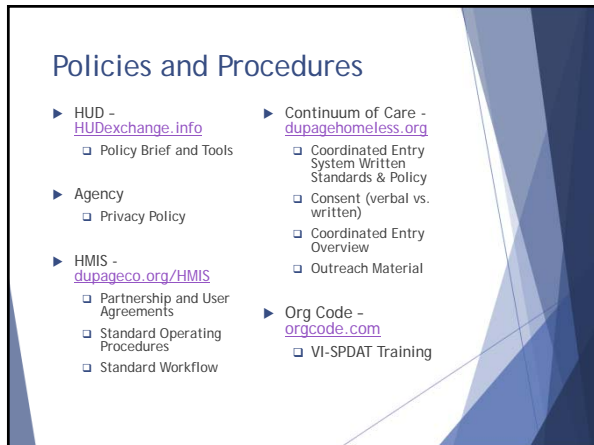 Policies and Procedures
▶ HUD –
HUDexchange.info
❑ Policy Brief and Tools
▶ Agency
❑ Privacy Policy
▶ HMIS -
dupageco.org/HMIS
❑ Partnership and User
Agreements
❑ Standard Operating
Procedures
❑ Standard Workflow
▶ Continuum of Care -
dupagehomeless.org
❑ Coordinated Entry
System Written
Standards & Policy
❑ Consent (verbal vs.
written)
❑ Coordinated Entry
Overview
❑ Outreach Material
▶ Org Code –
orgcode.com
❑ VI-SPDAT Training